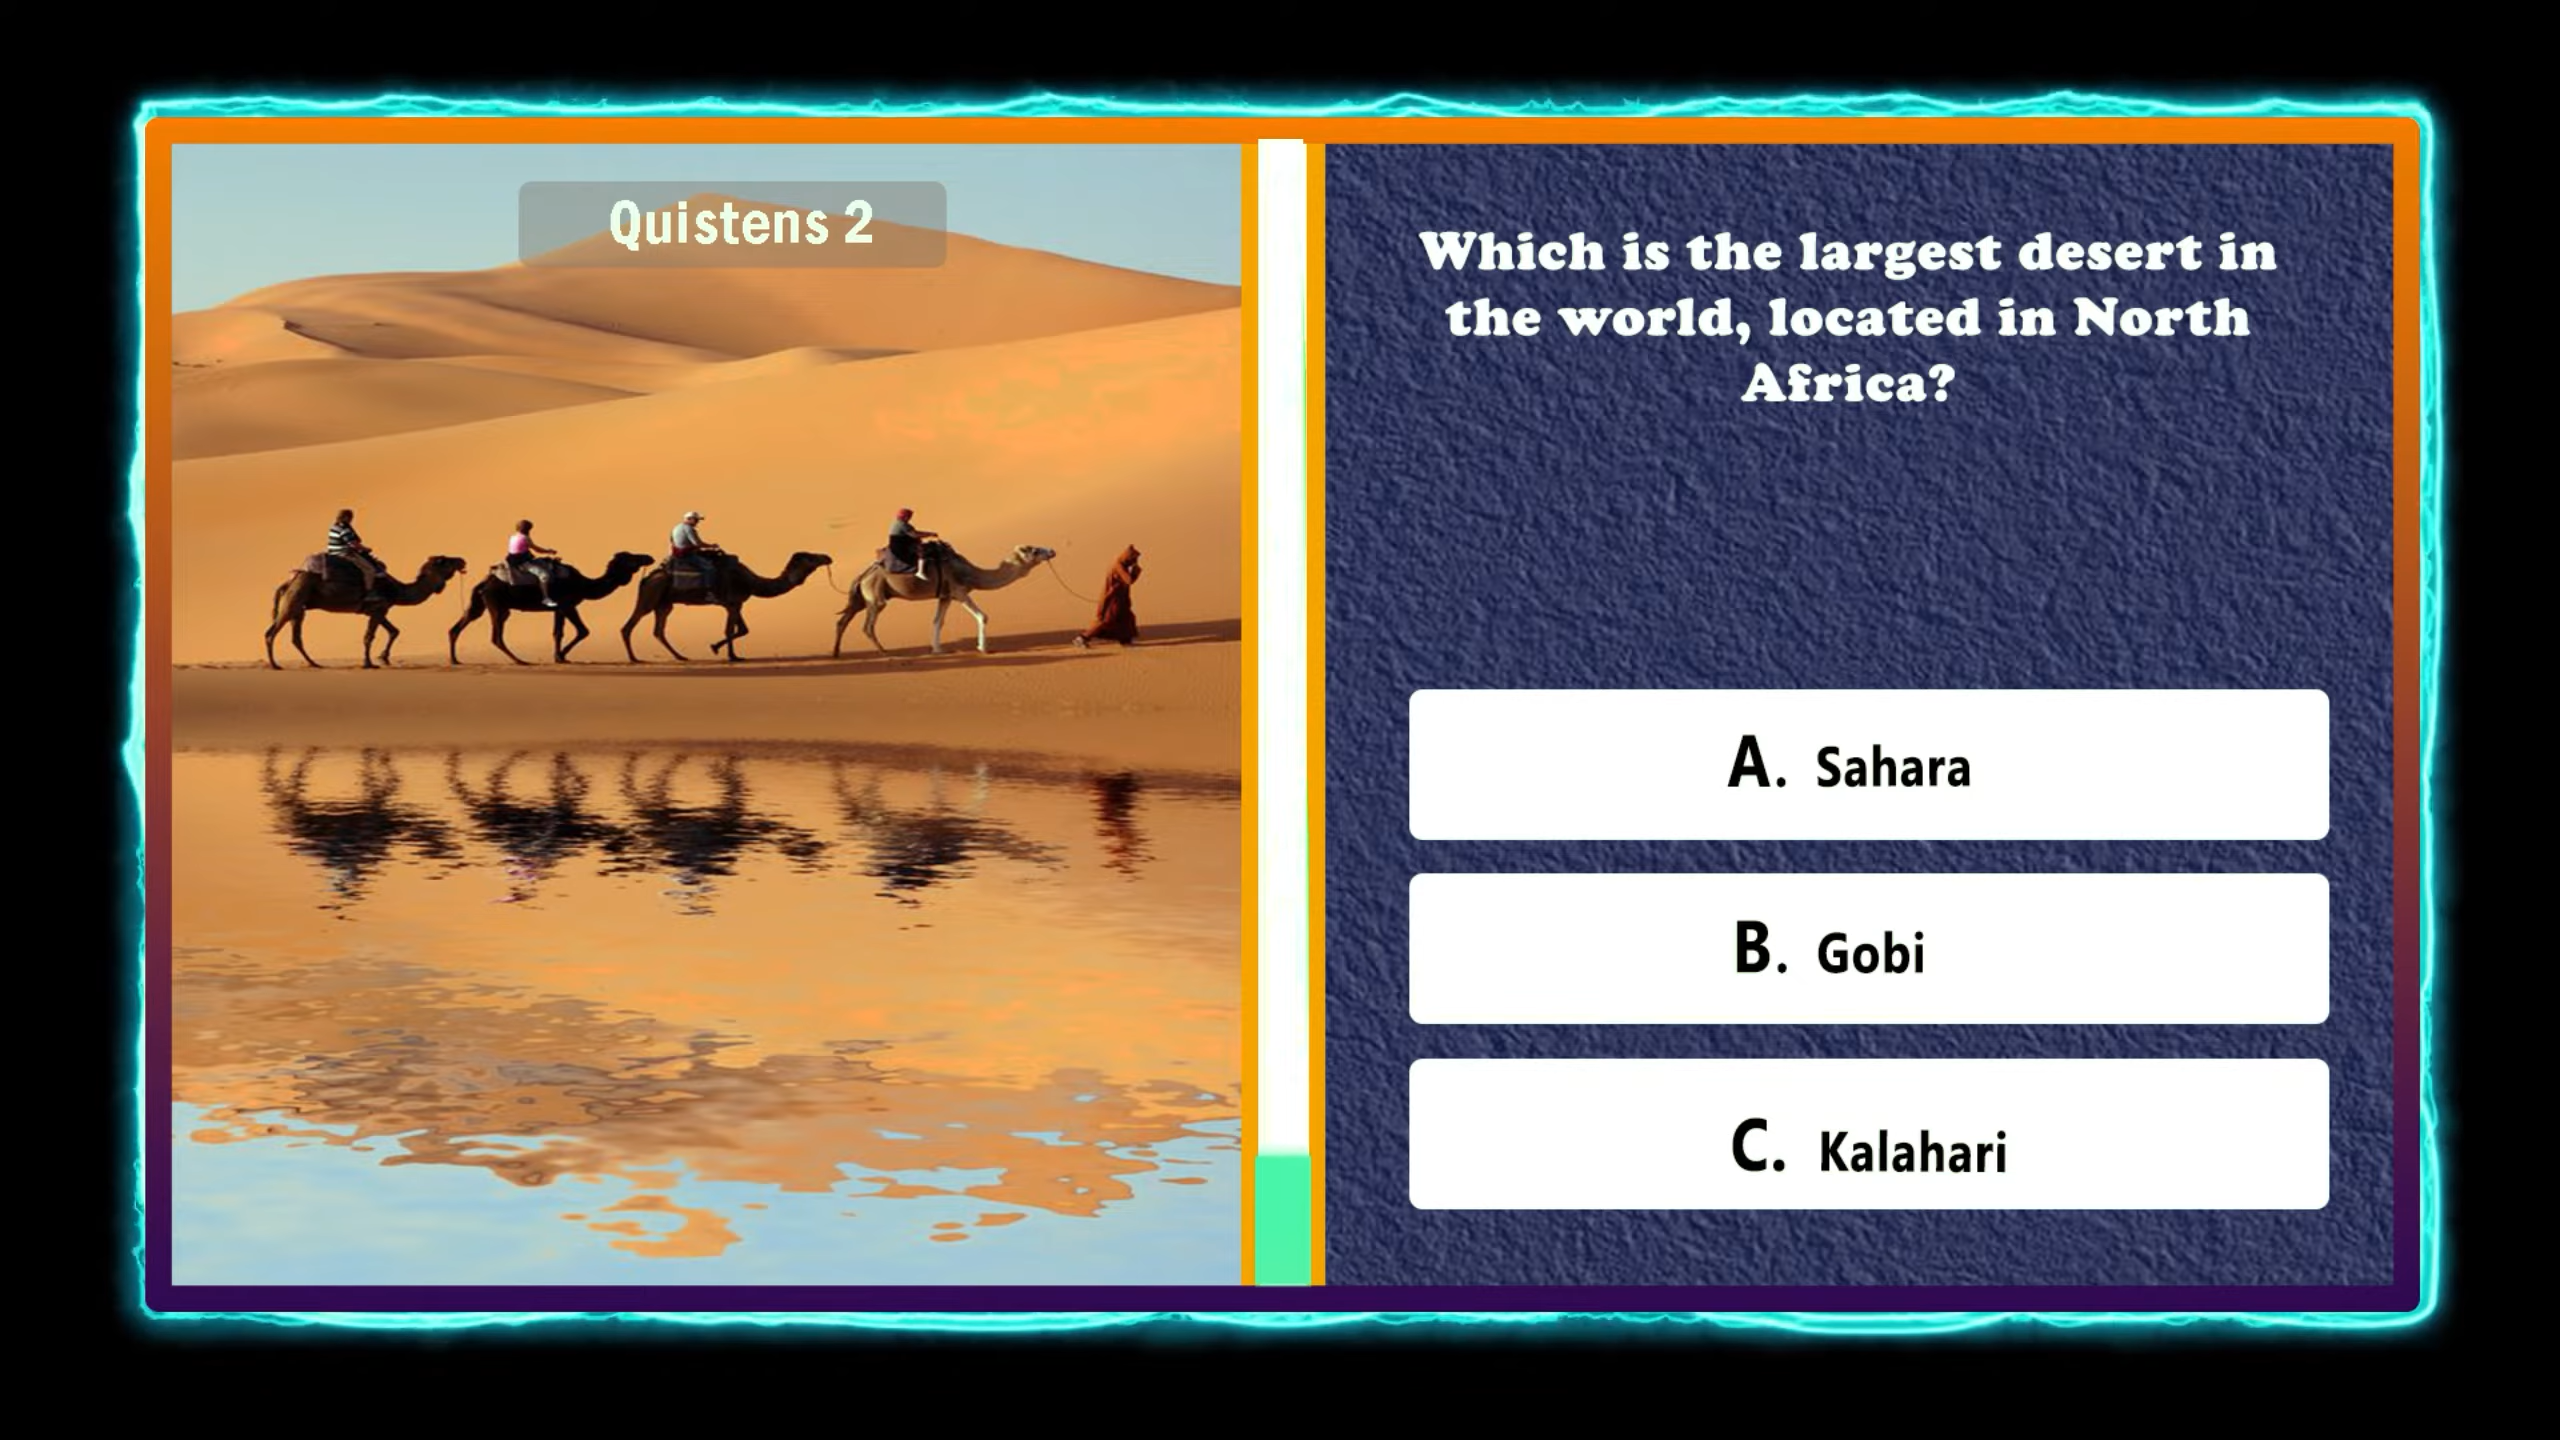 Quistens 2
Which is the largest desert in
the world, located in North
Africa?
A. Sahara
B. Gobi
C. Kalahari